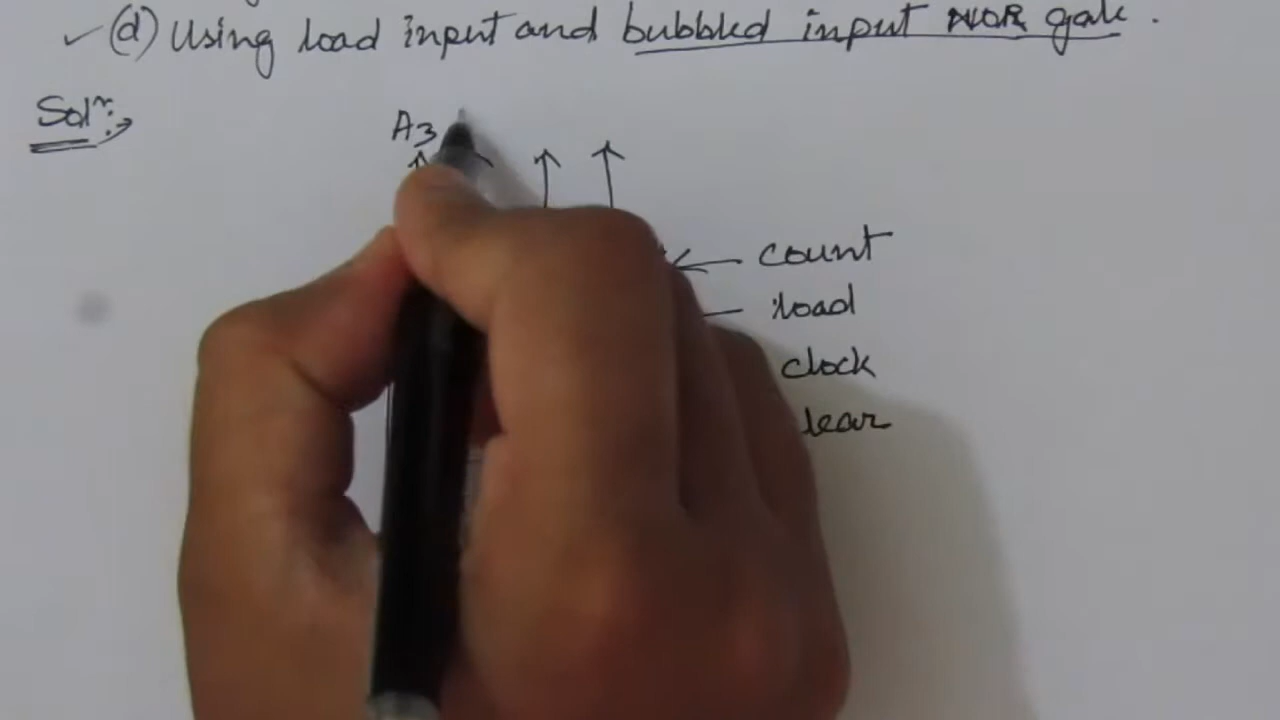 (d) Using load input and bubbled input NOR gate.
Soln:
A3
count
load
clock
lear